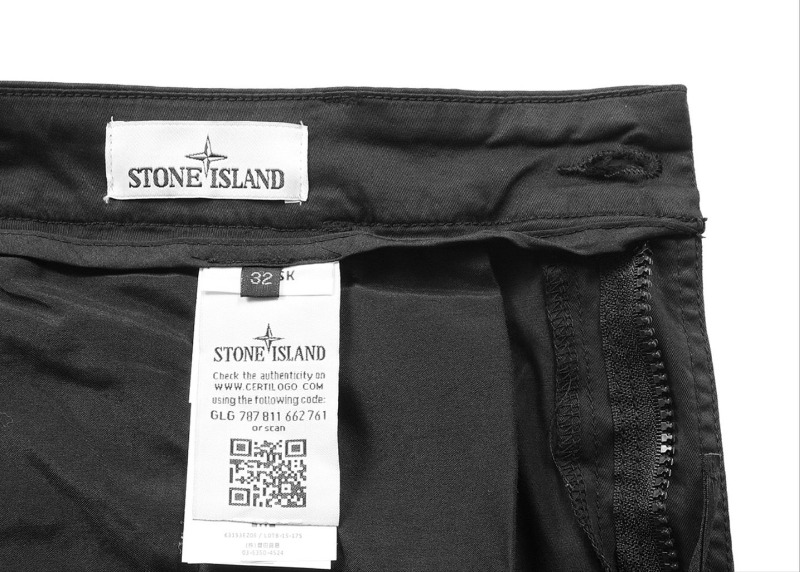 STONE ISLAND
32
SK
STONE ISLAND
Check the authenticity on
WWW.CERTILOGO.COM
using the following code:
GLG 787 811 662 761
or scan